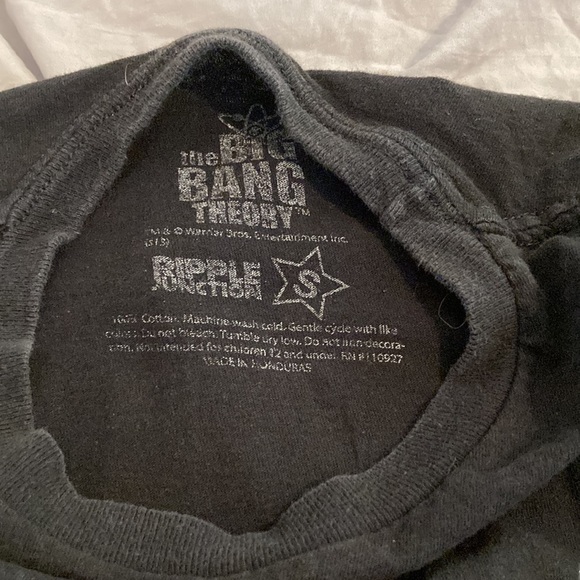 the BIG
BANG
THEORY™
™ & © Warner Bros. Entertainment Inc.
(s13)
RIPPLE
JUNCTION
S
100% Cotton. Machine wash cold. Gentle cycle with like
colors. Do not bleach. Tumble dry low. Do not iron decora-
tion. Not intended for children 12 and under. RN #110927
MADE IN HONDURAS